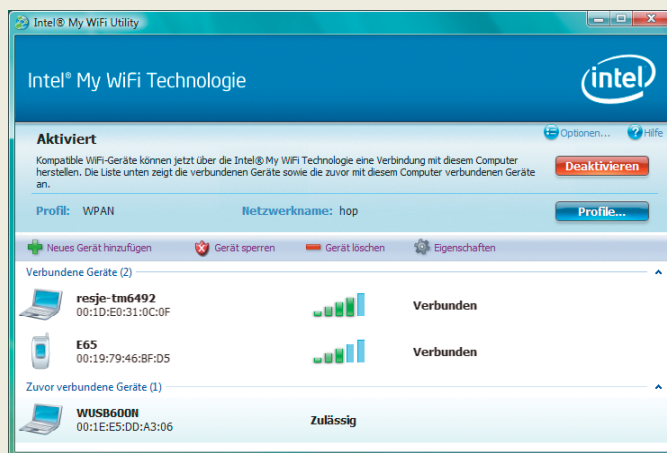 Intel® My WiFi Utility
Intel® My WiFi Technologie
intel
Aktiviert
Optionen...
Hilfe
Kompatible WiFi-Geräte können jetzt über die Intel® My WiFi Technologie eine Verbindung mit diesem Computer
herstellen. Die Liste unten zeigt die verbundenen Geräte sowie die zuvor mit diesem Computer verbundenen Geräte
an.
Deaktivieren
Profil: WPAN
Netzwerkname: hop
Profile...
Neues Gerät hinzufügen
Gerät sperren
Gerät löschen
Eigenschaften
Verbundene Geräte (2)
resje-tm6492
00:1D:E0:31:0C:0F
Verbunden
E65
00:19:79:46:BF:D5
Verbunden
Zuvor verbundene Geräte (1)
WUSB600N
00:1E:E5:DD:A3:06
Zulässig